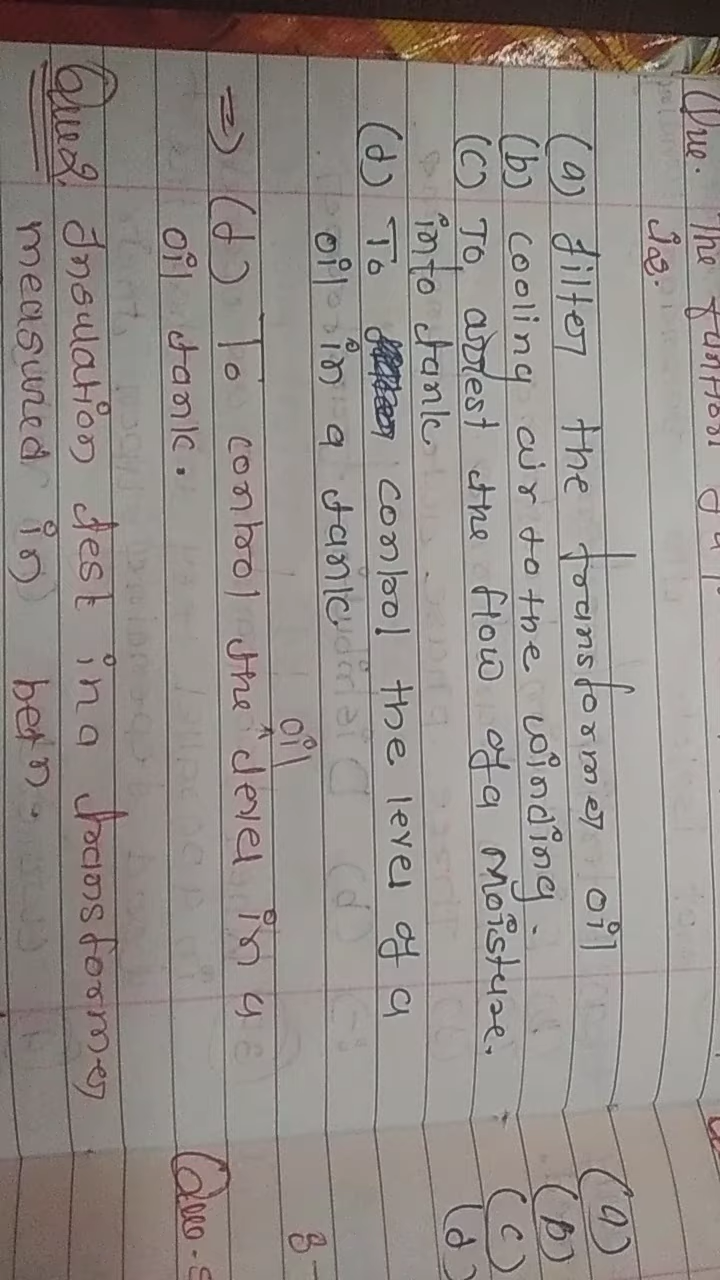 Que. The funtion of a
is.
(a) filter the transformer oil
(b) cooling air to the winding.
(c) To arrest the flow of a moisture.
into tank
(d) To control the level of a
oil in a tank
oil
=> (d) To control the level in a
oil tank.
Que2. Insulation test in a transformer
measured in betn.
(a)
(b)
(c)
(d)
Que.